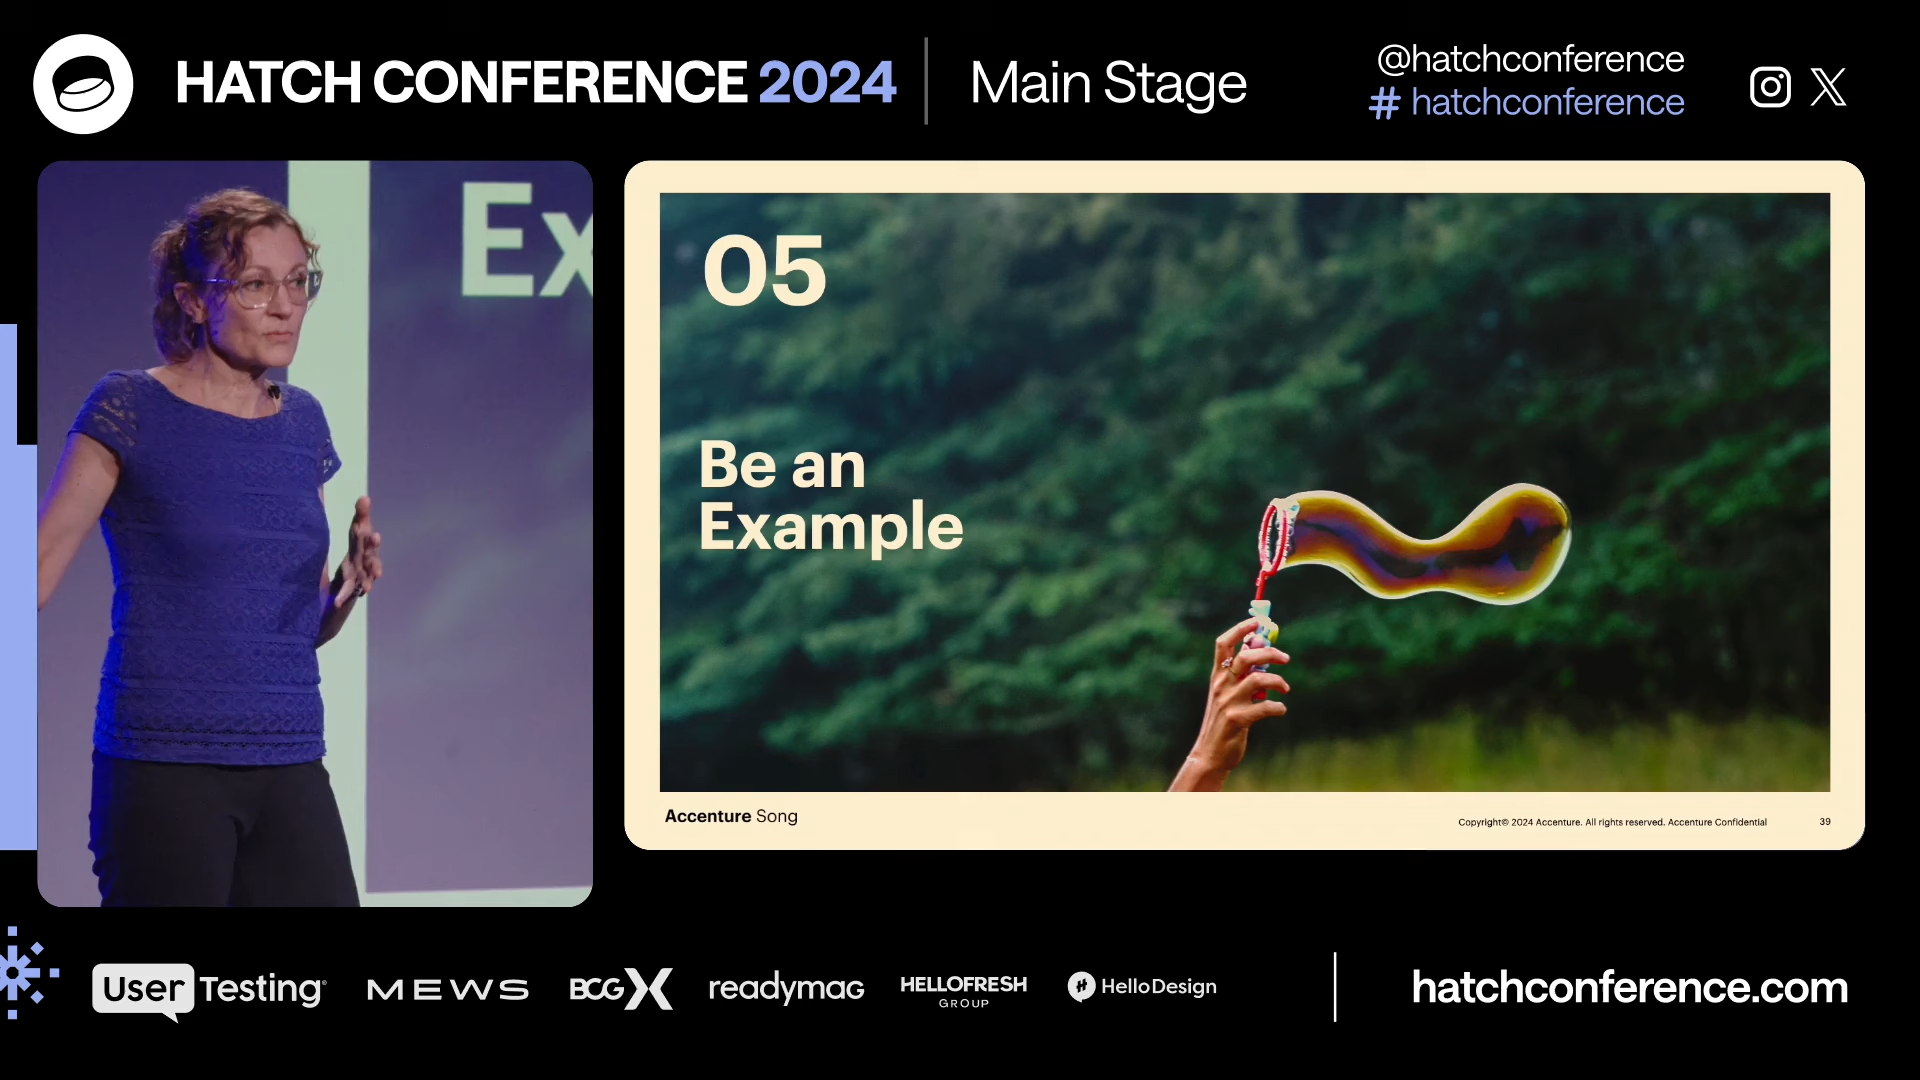 HATCH CONFERENCE 2024
Main Stage
@hatchconference
# hatchconference
Ex
05
Be an
Example
Accenture Song
Copyright© 2024 Accenture. All rights reserved. Accenture Confidential
39
User Testing
MEWS
BCG X
readymag
HELLOFRESH
GROUP
HelloDesign
hatchconference.com